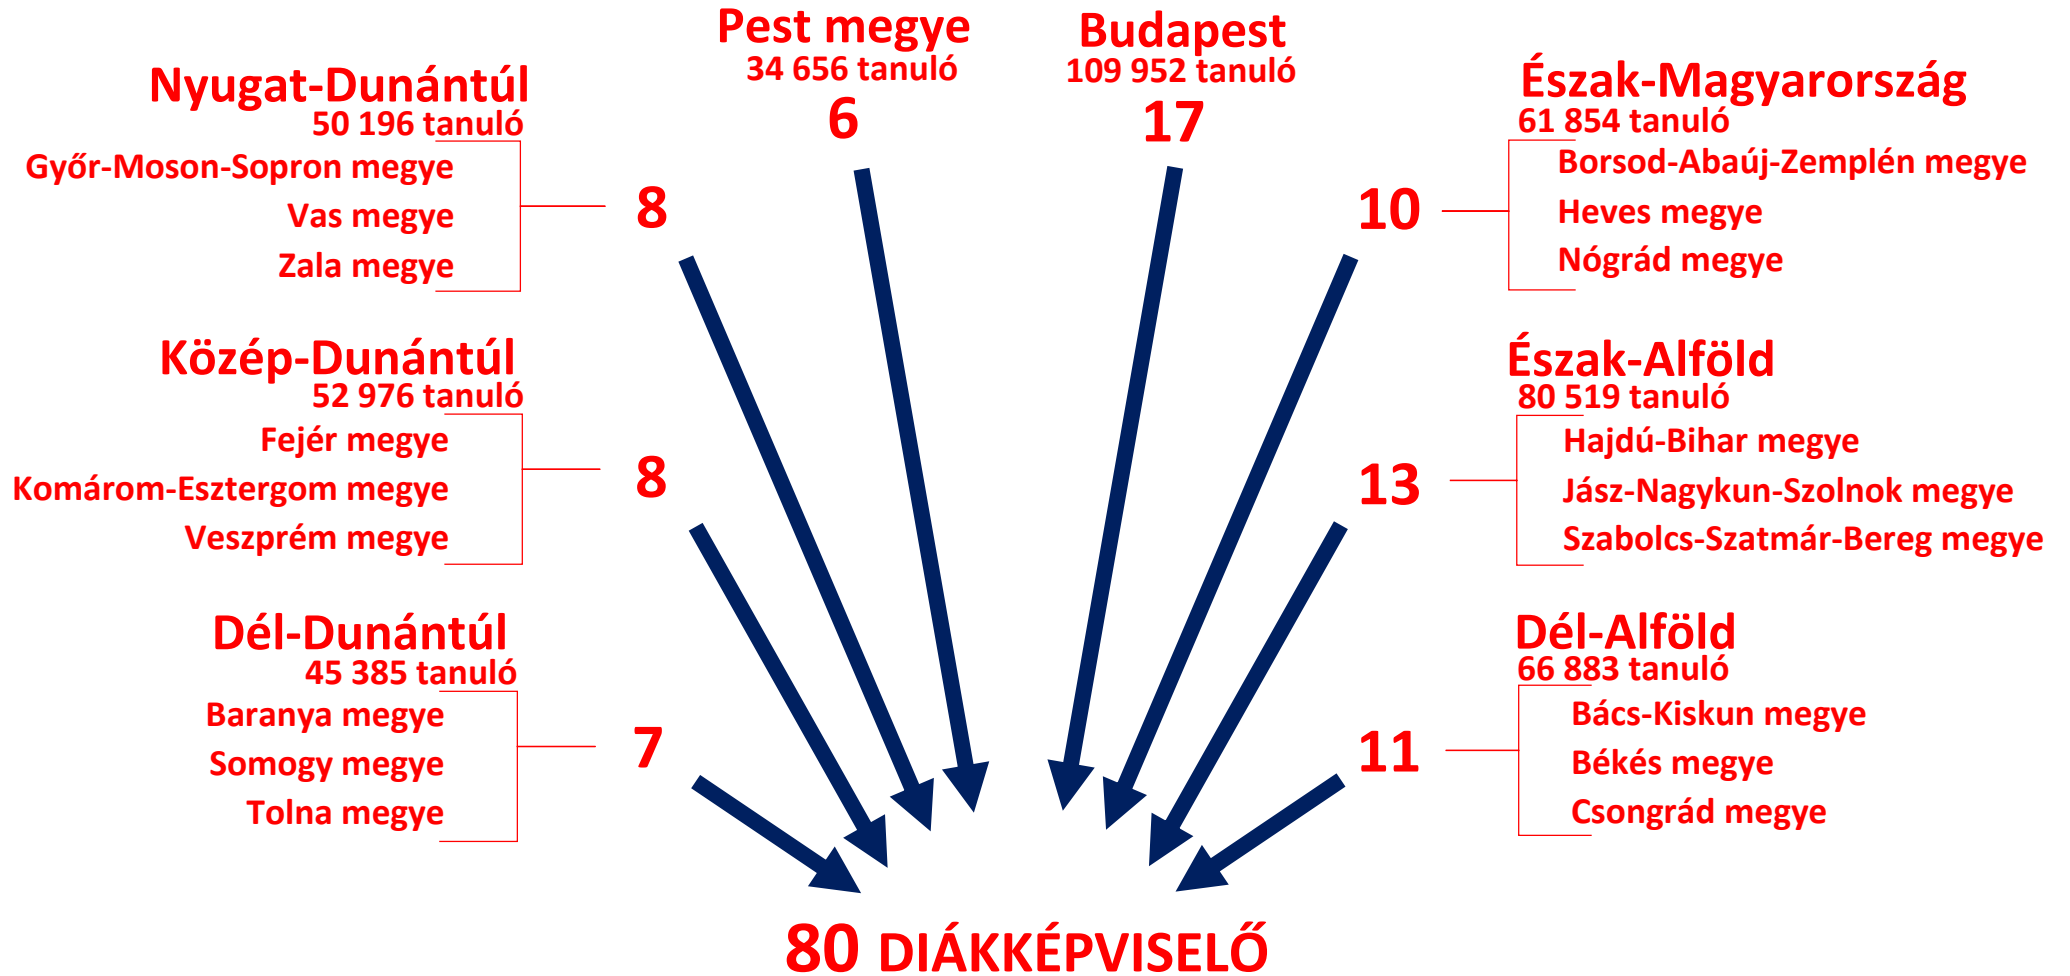 Pest megye
34 656 tanuló
6
Budapest
109 952 tanuló
17
Nyugat-Dunántúl
50 196 tanuló
Győr-Moson-Sopron megye
Vas megye
Zala megye
8
Közép-Dunántúl
52 976 tanuló
Fejér megye
Komárom-Esztergom megye
Veszprém megye
8
Dél-Dunántúl
45 385 tanuló
Baranya megye
Somogy megye
Tolna megye
7
Észak-Magyarország
61 854 tanuló
Borsod-Abaúj-Zemplén megye
Heves megye
Nógrád megye
10
Észak-Alföld
80 519 tanuló
Hajdú-Bihar megye
Jász-Nagykun-Szolnok megye
Szabolcs-Szatmár-Bereg megye
13
Dél-Alföld
66 883 tanuló
Bács-Kiskun megye
Békés megye
Csongrád megye
11
80 DIÁKKÉPVISELŐ